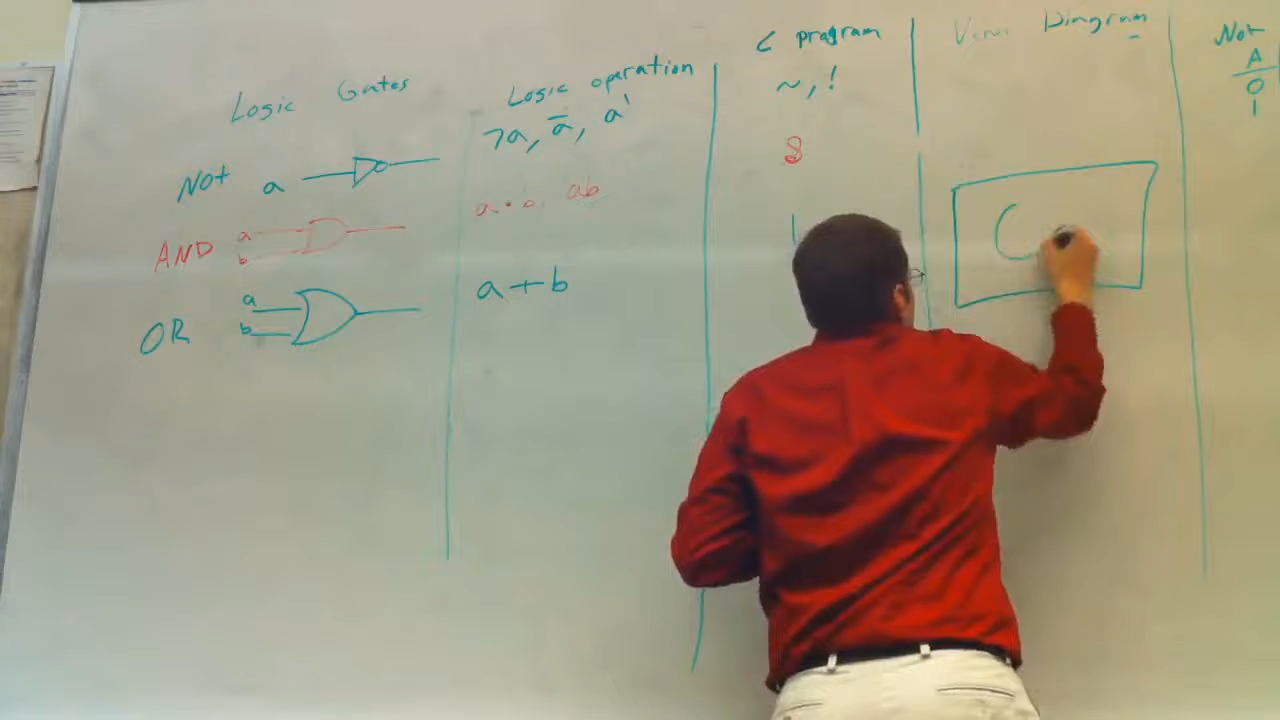 Logic Gates
Logic operation
C program
Venn Diagram
Not
A
0
1
NOT a
¬a, a̅, a'
~, !
AND a b
a • b, ab
&
OR a b
a + b
|